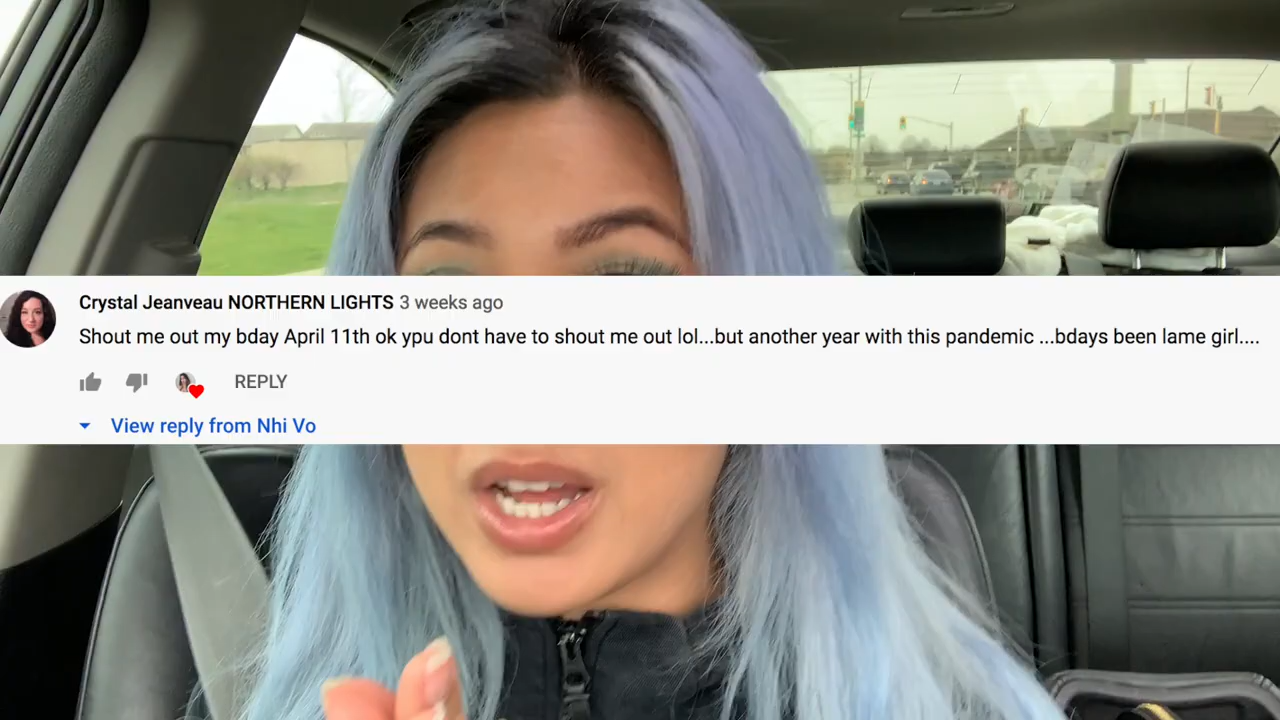 Crystal Jeanveau NORTHERN LIGHTS 3 weeks ago
Shout me out my bday April 11th ok ypu dont have to shout me out lol...but another year with this pandemic ...bdays been lame girl....
REPLY
View reply from Nhi Vo